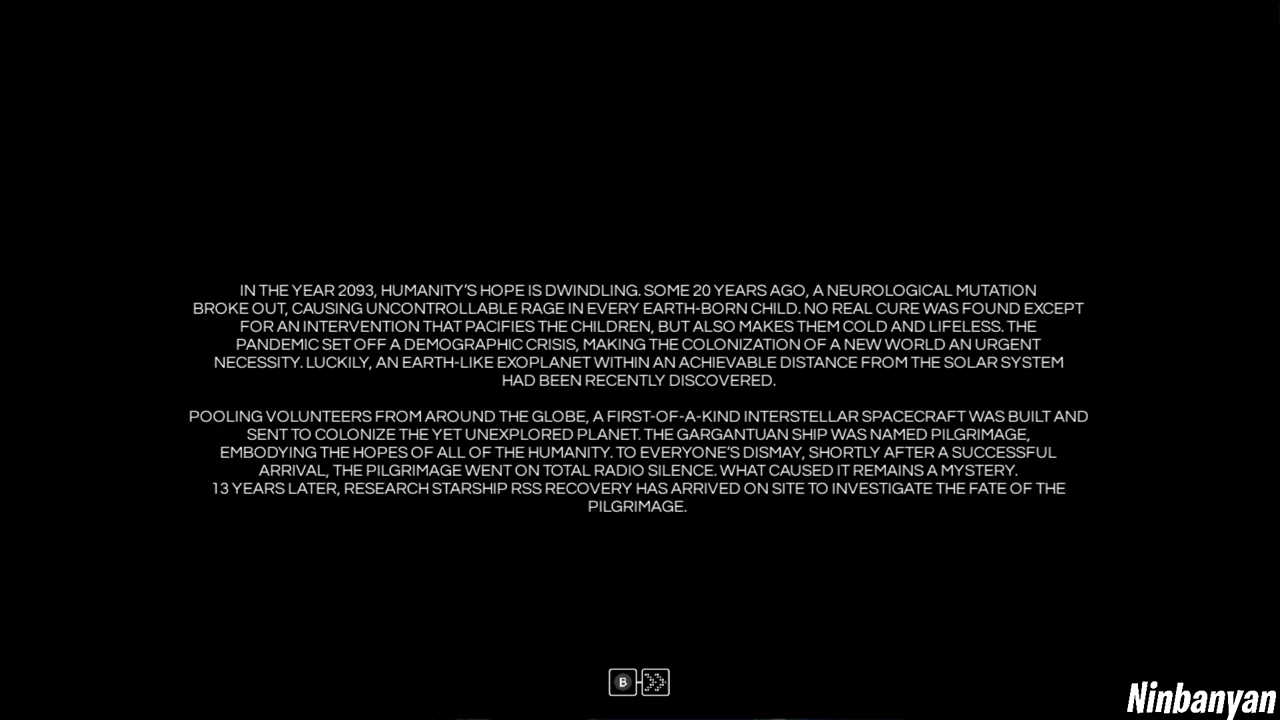 IN THE YEAR 2093, HUMANITY'S HOPE IS DWINDLING. SOME 20 YEARS AGO, A NEUROLOGICAL MUTATION
BROKE OUT, CAUSING UNCONTROLLABLE RAGE IN EVERY EARTH-BORN CHILD. NO REAL CURE WAS FOUND EXCEPT
FOR AN INTERVENTION THAT PACIFIES THE CHILDREN, BUT ALSO MAKES THEM COLD AND LIFELESS. THE
PANDEMIC SET OFF A DEMOGRAPHIC CRISIS, MAKING THE COLONIZATION OF A NEW WORLD AN URGENT
NECESSITY. LUCKILY, AN EARTH-LIKE EXOPLANET WITHIN AN ACHIEVABLE DISTANCE FROM THE SOLAR SYSTEM
HAD BEEN RECENTLY DISCOVERED.
POOLING VOLUNTEERS FROM AROUND THE GLOBE, A FIRST-OF-A-KIND INTERSTELLAR SPACECRAFT WAS BUILT AND
SENT TO COLONIZE THE YET UNEXPLORED PLANET. THE GARGANTUAN SHIP WAS NAMED PILGRIMAGE,
EMBODYING THE HOPES OF ALL OF THE HUMANITY. TO EVERYONE'S DISMAY, SHORTLY AFTER A SUCCESSFUL
ARRIVAL, THE PILGRIMAGE WENT ON TOTAL RADIO SILENCE. WHAT CAUSED IT REMAINS A MYSTERY.
13 YEARS LATER, RESEARCH STARSHIP RSS RECOVERY HAS ARRIVED ON SITE TO INVESTIGATE THE FATE OF THE
PILGRIMAGE.
B
Ninbanyan